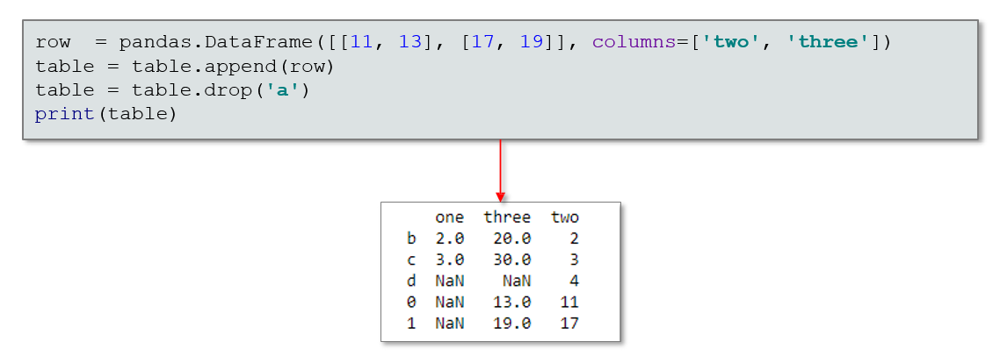 row  = pandas.DataFrame([[11, 13], [17, 19]], columns=['two', 'three'])
table = table.append(row)
table = table.drop('a')
print(table)
   one  three  two
b  2.0   20.0    2
c  3.0   30.0    3
d  NaN    NaN    4
0  NaN   13.0   11
1  NaN   19.0   17